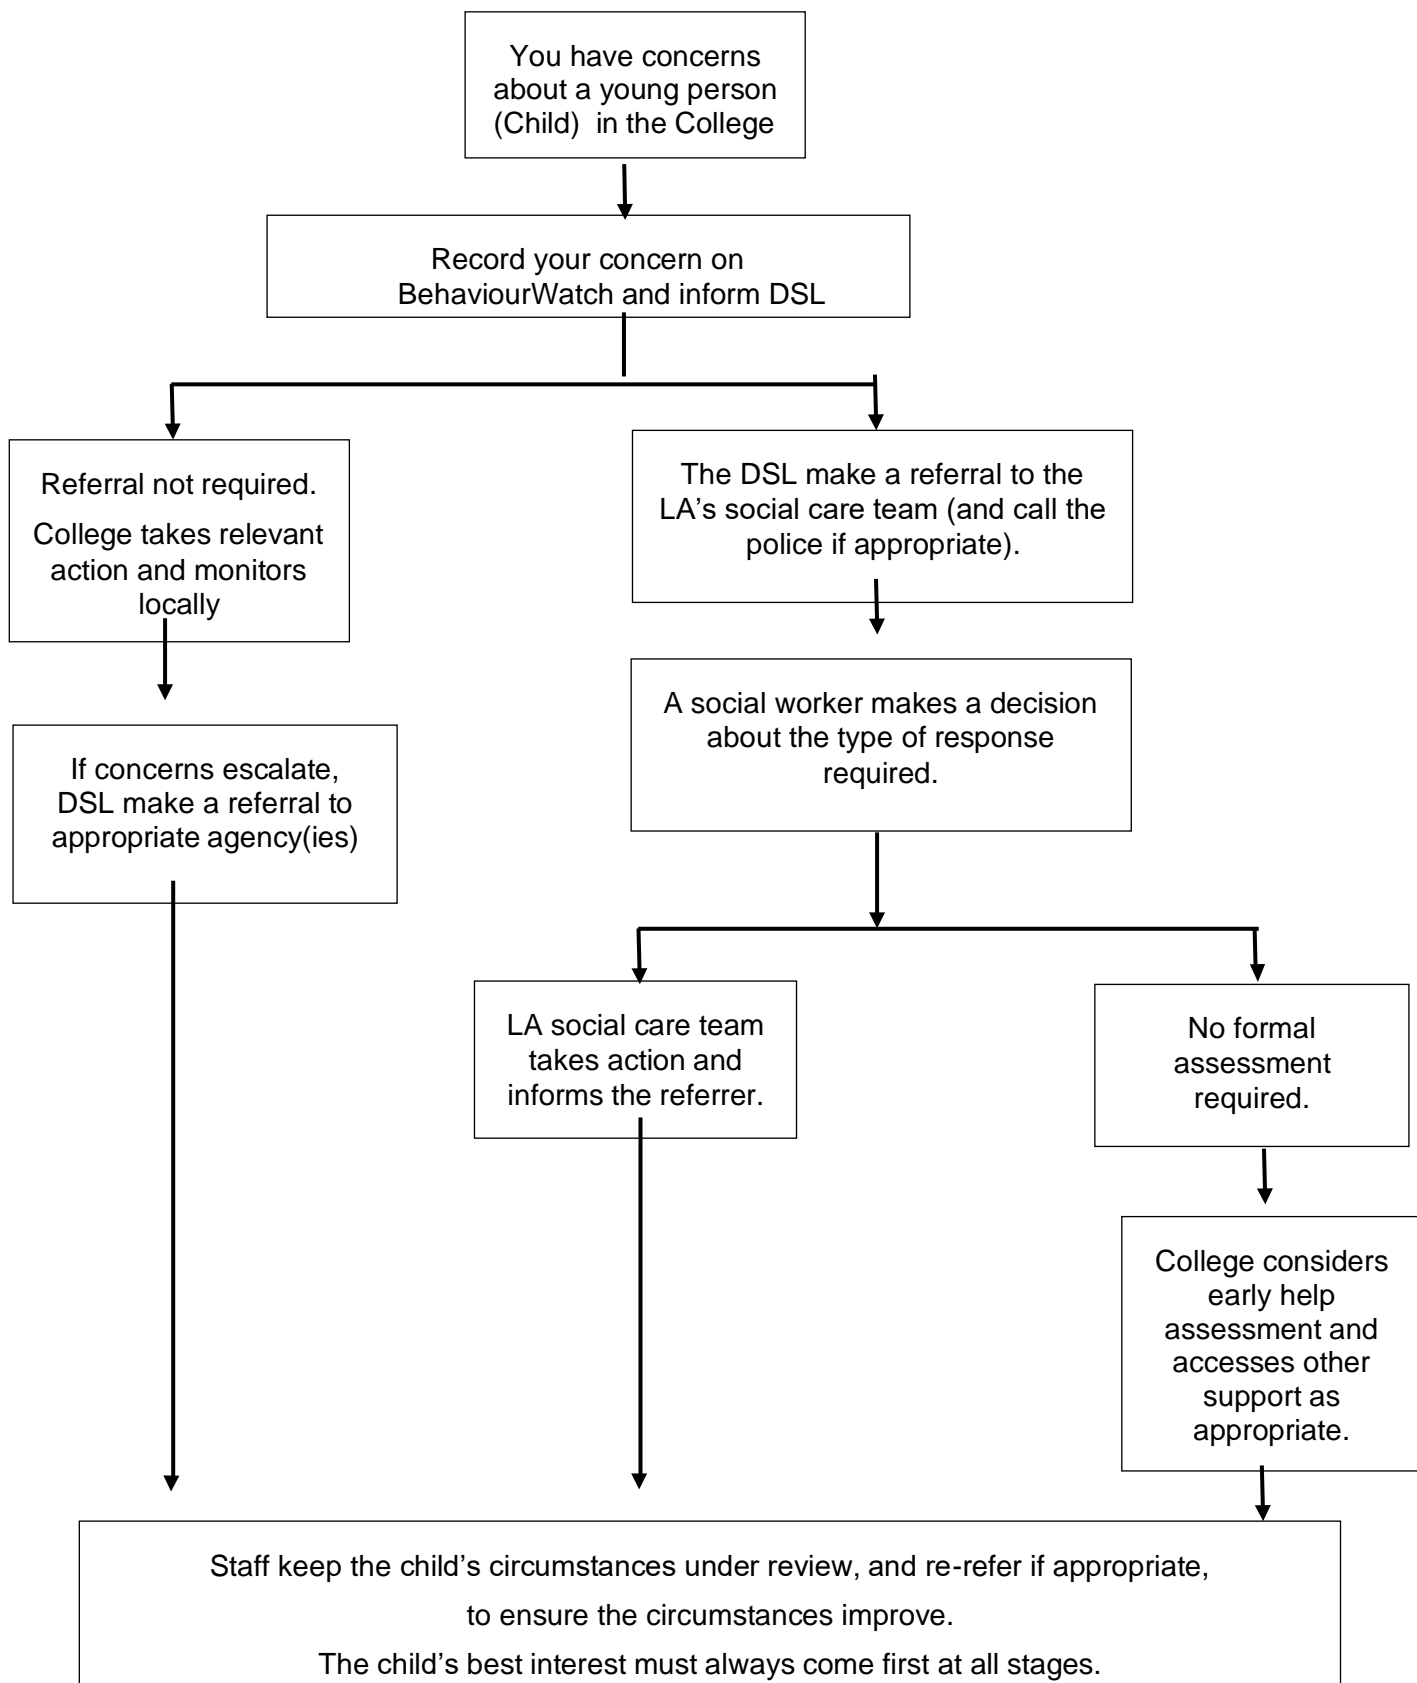 You have concerns
about a young person
(Child)  in the College
Record your concern on
BehaviourWatch and inform DSL
Referral not required.
College takes relevant
action and monitors
locally
If concerns escalate,
DSL make a referral to
appropriate agency(ies)
The DSL make a referral to the
LA’s social care team (and call the
police if appropriate).
A social worker makes a decision
about the type of response
required.
LA social care team
takes action and
informs the referrer.
No formal
assessment
required.
College considers
early help
assessment and
accesses other
support as
appropriate.
Staff keep the child’s circumstances under review, and re-refer if appropriate,
to ensure the circumstances improve.
The child’s best interest must always come first at all stages.